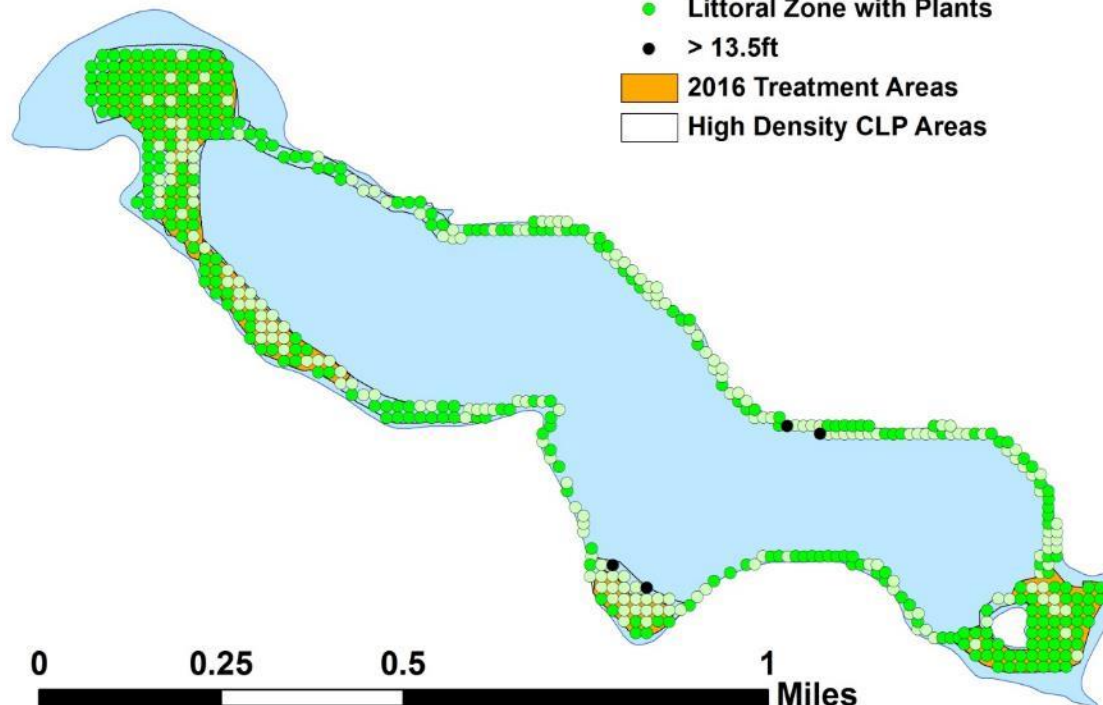 Littoral Zone with Plants
> 13.5ft
2016 Treatment Areas
High Density CLP Areas
0 0.25 0.5 1
Miles